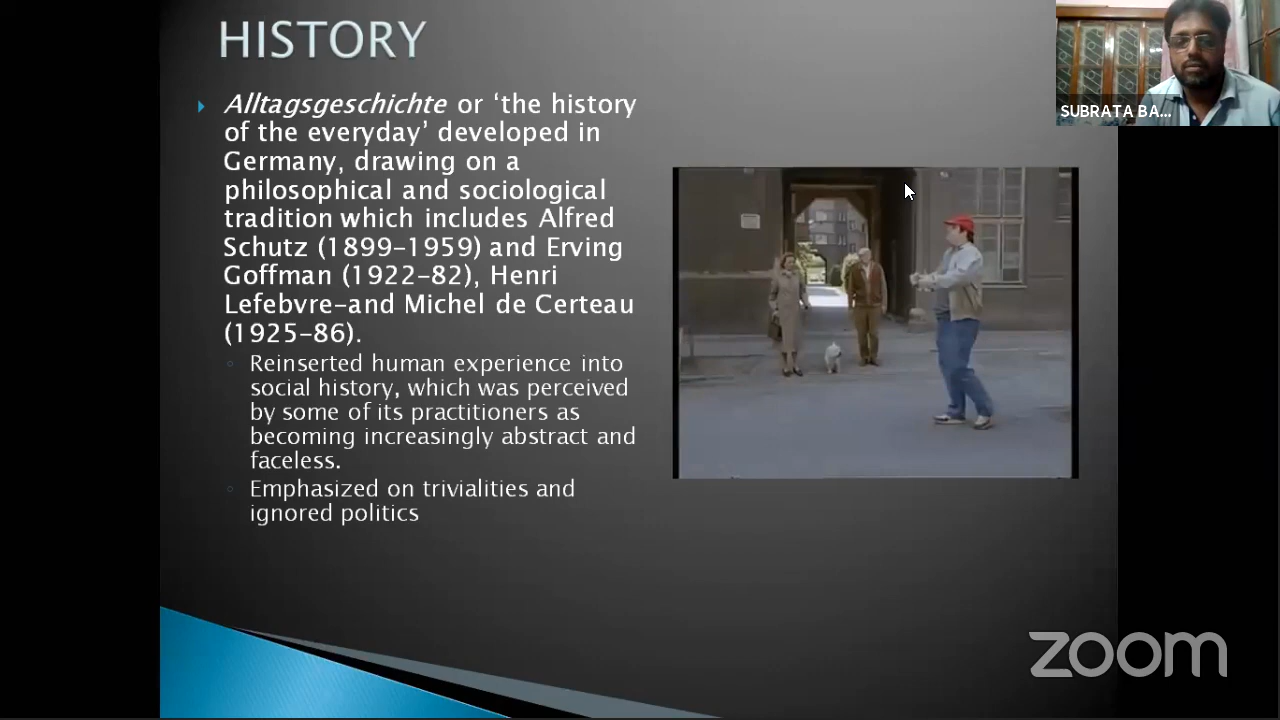 HISTORY
Alltagsgeschichte or ‘the history
of the everyday’ developed in
Germany, drawing on a
philosophical and sociological
tradition which includes Alfred
Schutz (1899–1959) and Erving
Goffman (1922–82), Henri
Lefebvre–and Michel de Certeau
(1925–86).
Reinserted human experience into
social history, which was perceived
by some of its practitioners as
becoming increasingly abstract and
faceless.
Emphasized on trivialities and
ignored politics
SUBRATA BA...
zoom